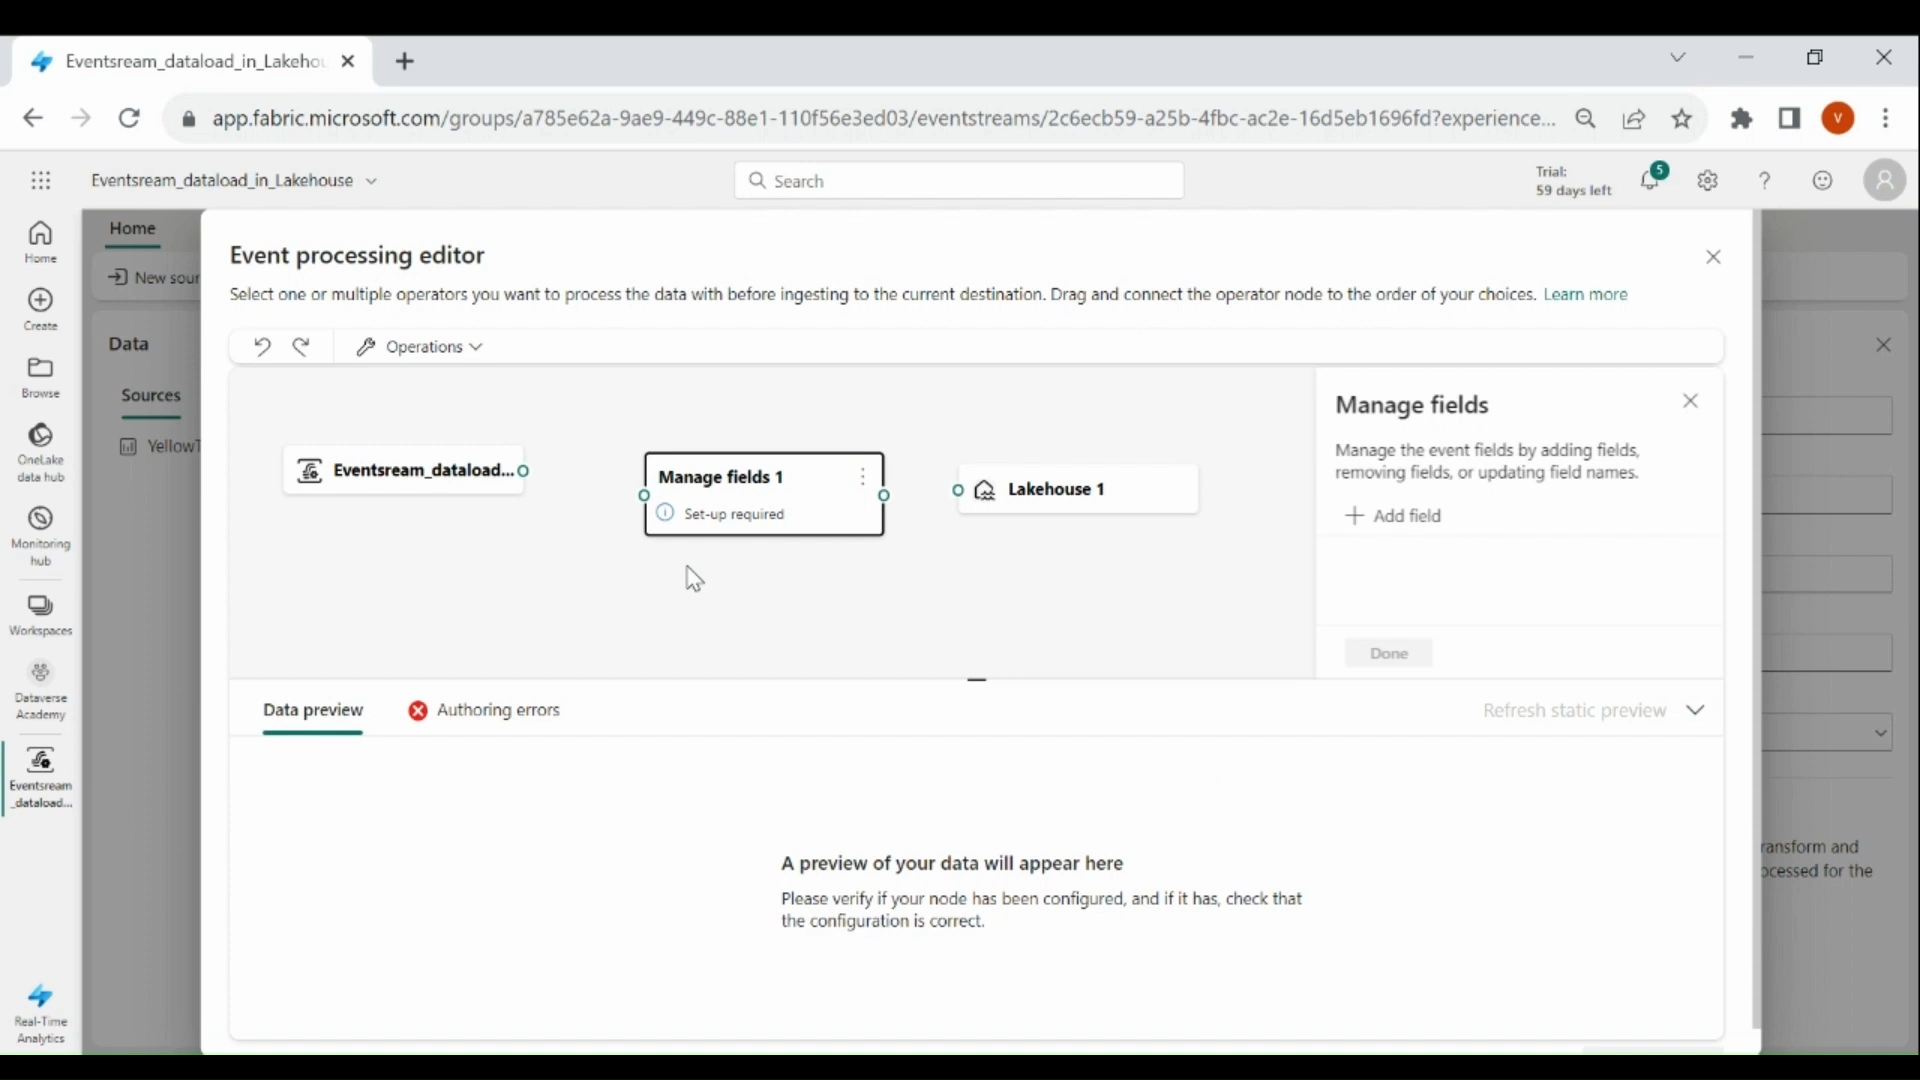 Eventsream_dataload_in_Lakehou
app.fabric.microsoft.com/groups/a785e62a-9ae9-449c-88e1-110f56e3ed03/eventstreams/2c6ecb59-a25b-4fbc-ac2e-16d5eb1696fd?experience...
V
Eventsream_dataload_in_Lakehouse
Search
Trial:
59 days left
5
Home
Create
Browse
OneLake
data hub
Monitoring
hub
Workspaces
Dataverse
Academy
Eventsream
_dataload...
Real-Time
Analytics
Home
New sour
Data
Sources
YellowT
Event processing editor
Select one or multiple operators you want to process the data with before ingesting to the current destination. Drag and connect the operator node to the order of your choices. Learn more
Operations
Eventsream_dataload...
Manage fields 1
Set-up required
Lakehouse 1
Manage fields
Manage the event fields by adding fields,
removing fields, or updating field names.
Add field
Done
Data preview
Authoring errors
Refresh static preview
A preview of your data will appear here
Please verify if your node has been configured, and if it has, check that
the configuration is correct.
ransform and
ocessed for the